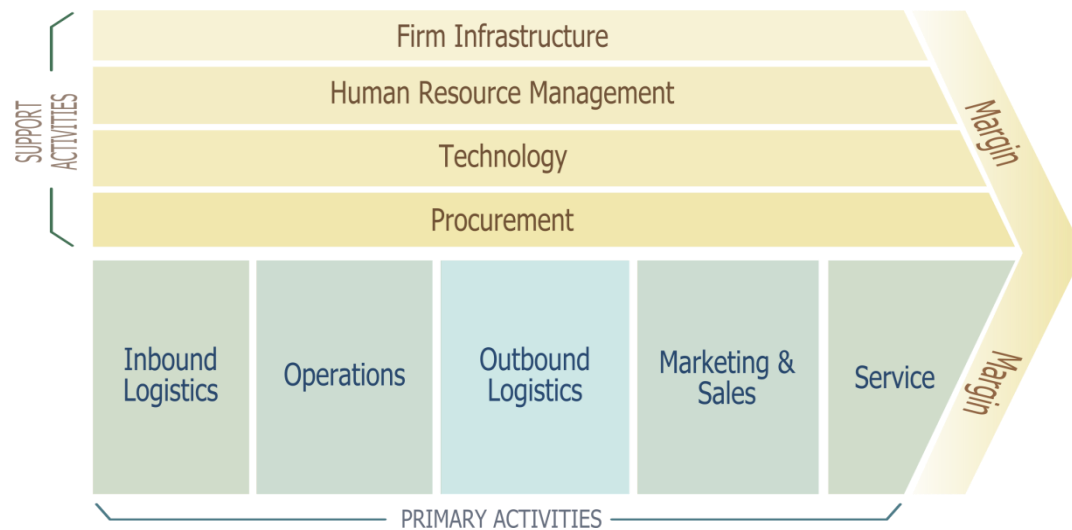 Firm Infrastructure
Human Resource Management
Technology
Procurement
SUPPORT
ACTIVITIES
Margin
Inbound
Logistics
Operations
Outbound
Logistics
Marketing &
Sales
Service
Margin
PRIMARY ACTIVITIES